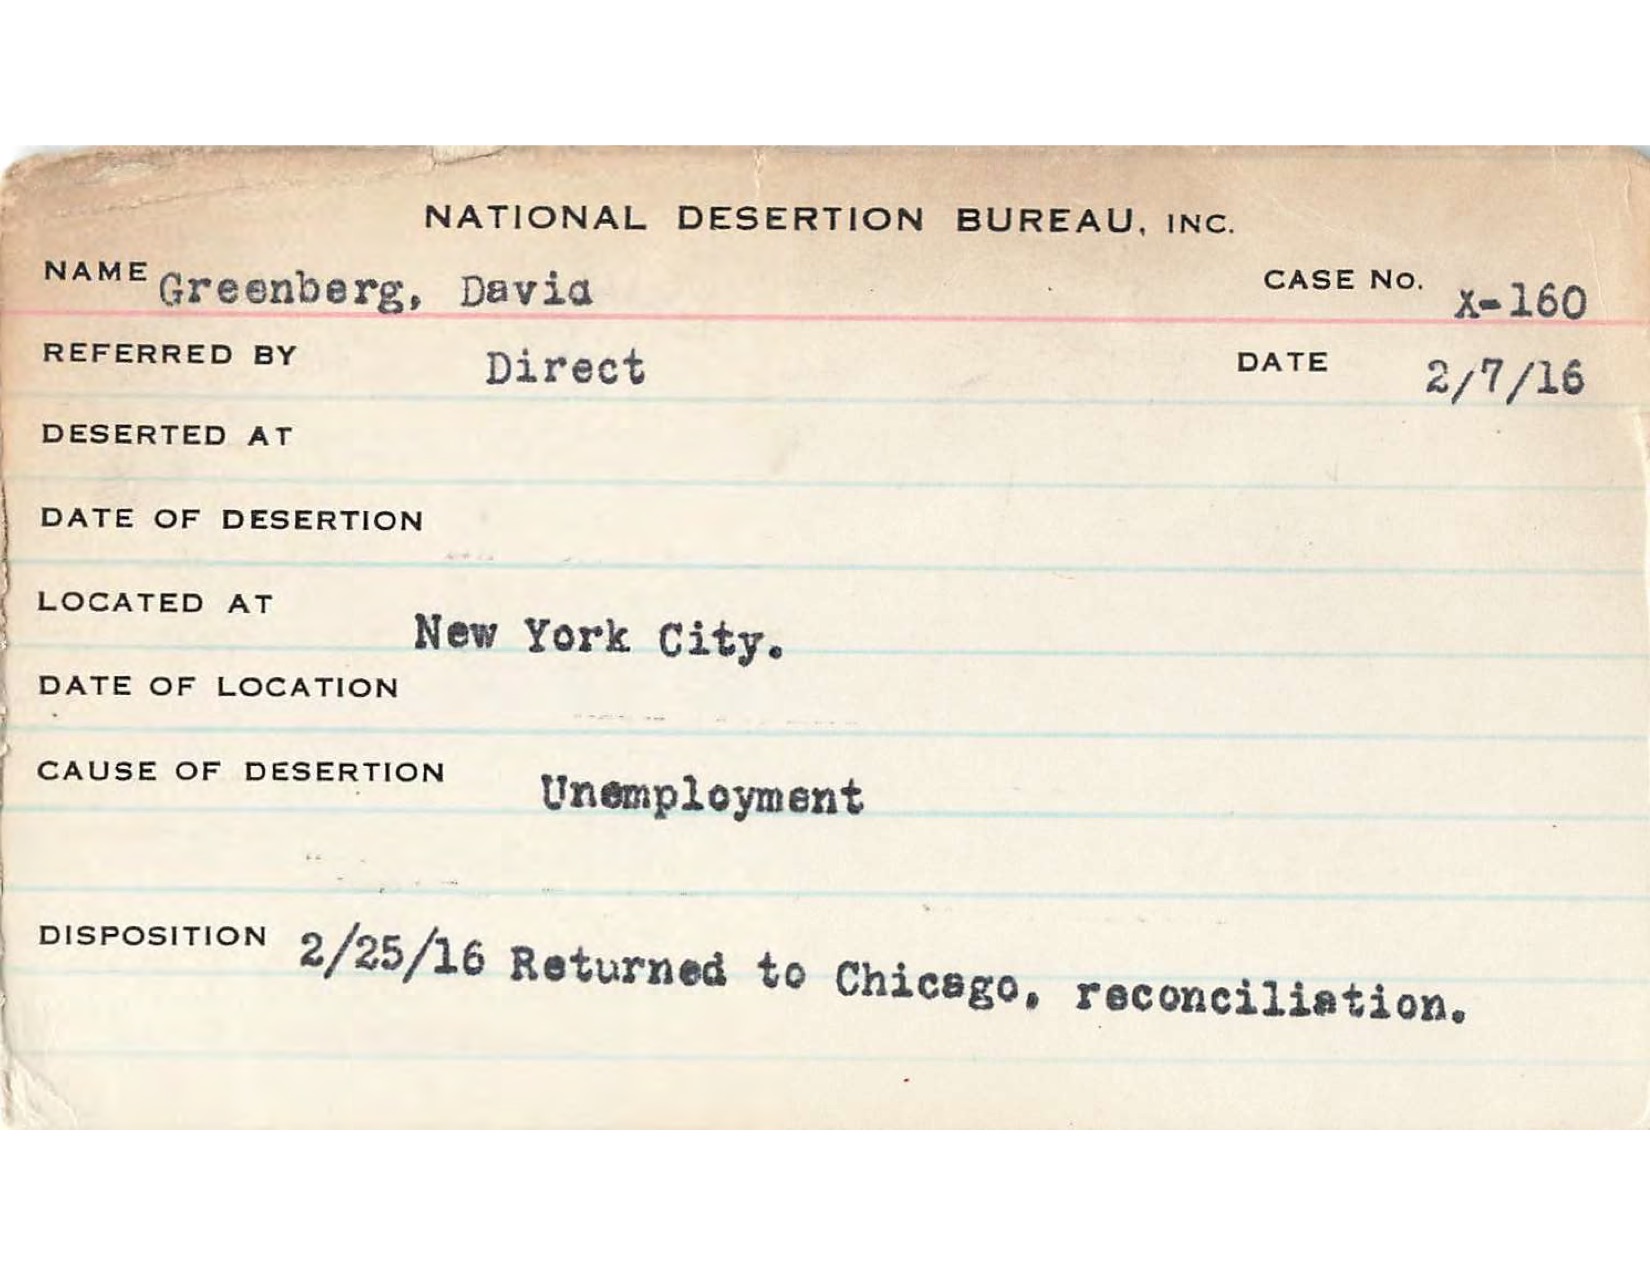 NATIONAL DESERTION BUREAU, INC.
NAME Greenberg, David CASE No. X-160
REFERRED BY Direct DATE 2/7/16
DESERTED AT
DATE OF DESERTION
LOCATED AT New York City.
DATE OF LOCATION
CAUSE OF DESERTION Unemployment
DISPOSITION 2/25/16 Returned to Chicago, reconciliation.